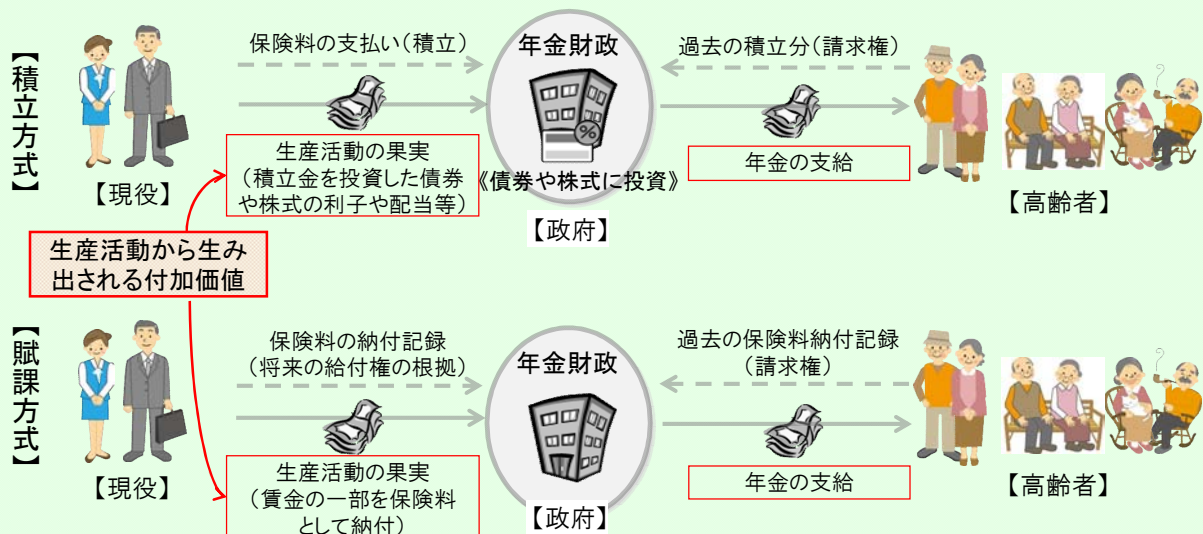 【積立方式】
保険料の支払い（積立）
年金財政
過去の積立分（請求権）
%
生産活動の果実
（積立金を投資した債券
や株式の利子や配当等）
《債券や株式に投資》
年金の支給
【現役】
【政府】
【高齢者】
生産活動から生み
出される付加価値
【賦課方式】
保険料の納付記録
（将来の給付権の根拠）
年金財政
過去の保険料納付記録
（請求権）
生産活動の果実
（賃金の一部を保険料
として納付）
年金の支給
【現役】
【政府】
【高齢者】